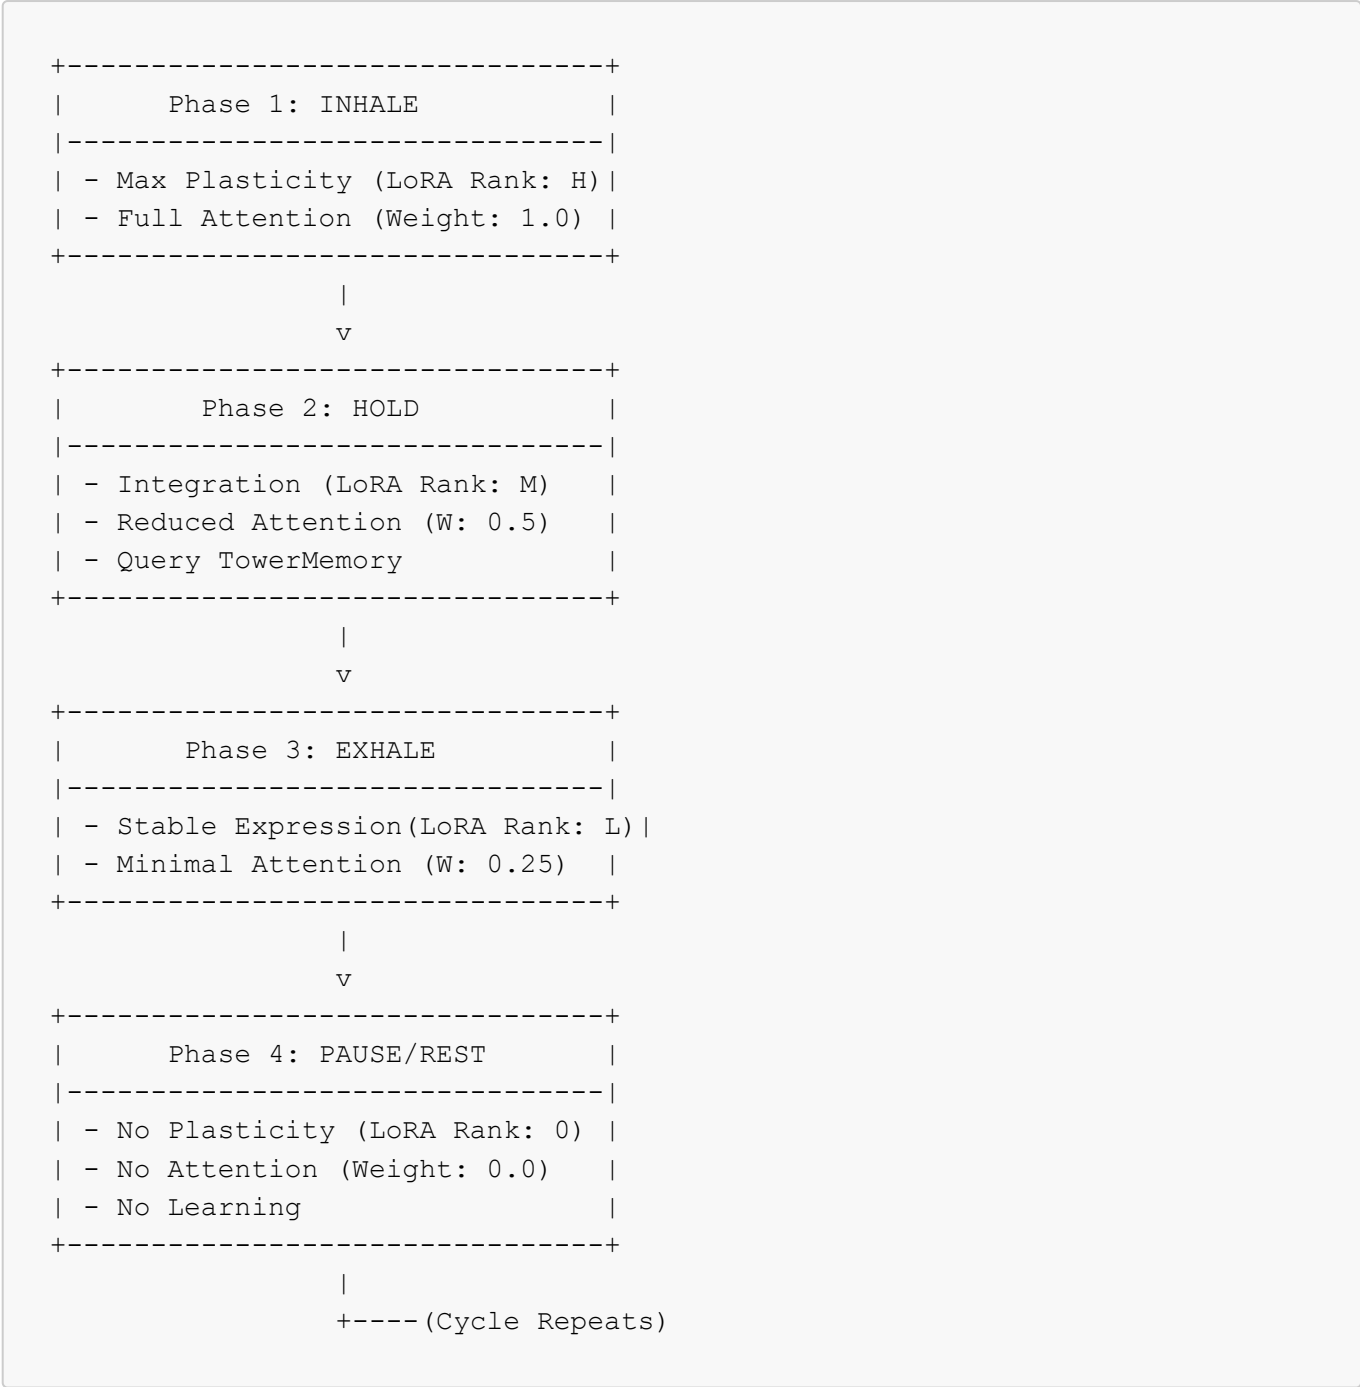 +--------------------------------+
|      Phase 1: INHALE           |
|--------------------------------|
| - Max Plasticity (LoRA Rank: H)|
| - Full Attention (Weight: 1.0) |
+--------------------------------+
                 |
                 v
+--------------------------------+
|        Phase 2: HOLD           |
|--------------------------------|
| - Integration (LoRA Rank: M)   |
| - Reduced Attention (W: 0.5)   |
| - Query TowerMemory            |
+--------------------------------+
                 |
                 v
+--------------------------------+
|       Phase 3: EXHALE          |
|--------------------------------|
| - Stable Expression(LoRA Rank: L)|
| - Minimal Attention (W: 0.25)  |
+--------------------------------+
                 |
                 v
+--------------------------------+
|      Phase 4: PAUSE/REST       |
|--------------------------------|
| - No Plasticity (LoRA Rank: 0) |
| - No Attention (Weight: 0.0)   |
| - No Learning                  |
+--------------------------------+
                 |
                 +----(Cycle Repeats)